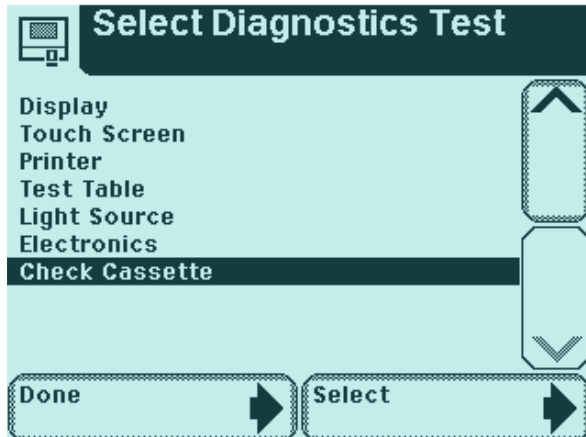 Select Diagnostics Test
Display
Touch Screen
Printer
Test Table
Light Source
Electronics
Check Cassette
Done
Select